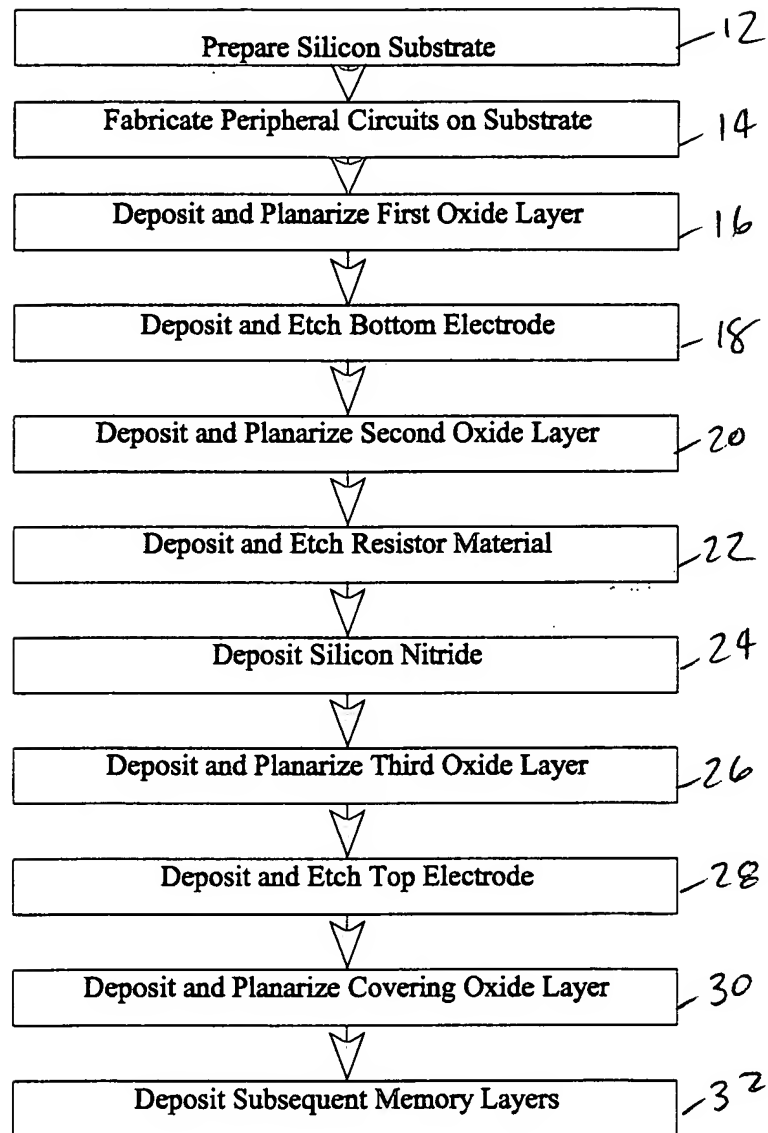 Prepare Silicon Substrate 12
Fabricate Peripheral Circuits on Substrate 14
Deposit and Planarize First Oxide Layer 16
Deposit and Etch Bottom Electrode 18
Deposit and Planarize Second Oxide Layer 20
Deposit and Etch Resistor Material 22
Deposit Silicon Nitride 24
Deposit and Planarize Third Oxide Layer 26
Deposit and Etch Top Electrode 28
Deposit and Planarize Covering Oxide Layer 30
Deposit Subsequent Memory Layers 32